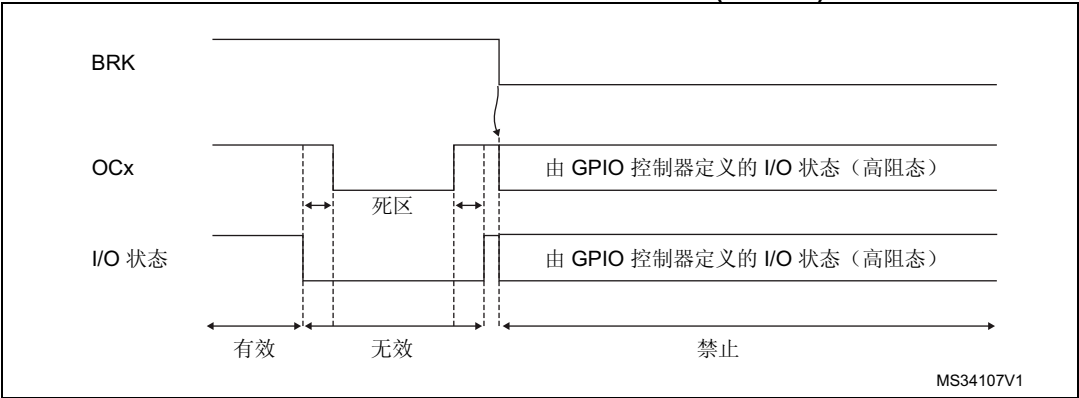 BRK
OCx
由 GPIO 控制器定义的 I/O 状态（高阻态）
死区
I/O 状态
由 GPIO 控制器定义的 I/O 状态（高阻态）
有效
无效
禁止
MS34107V1